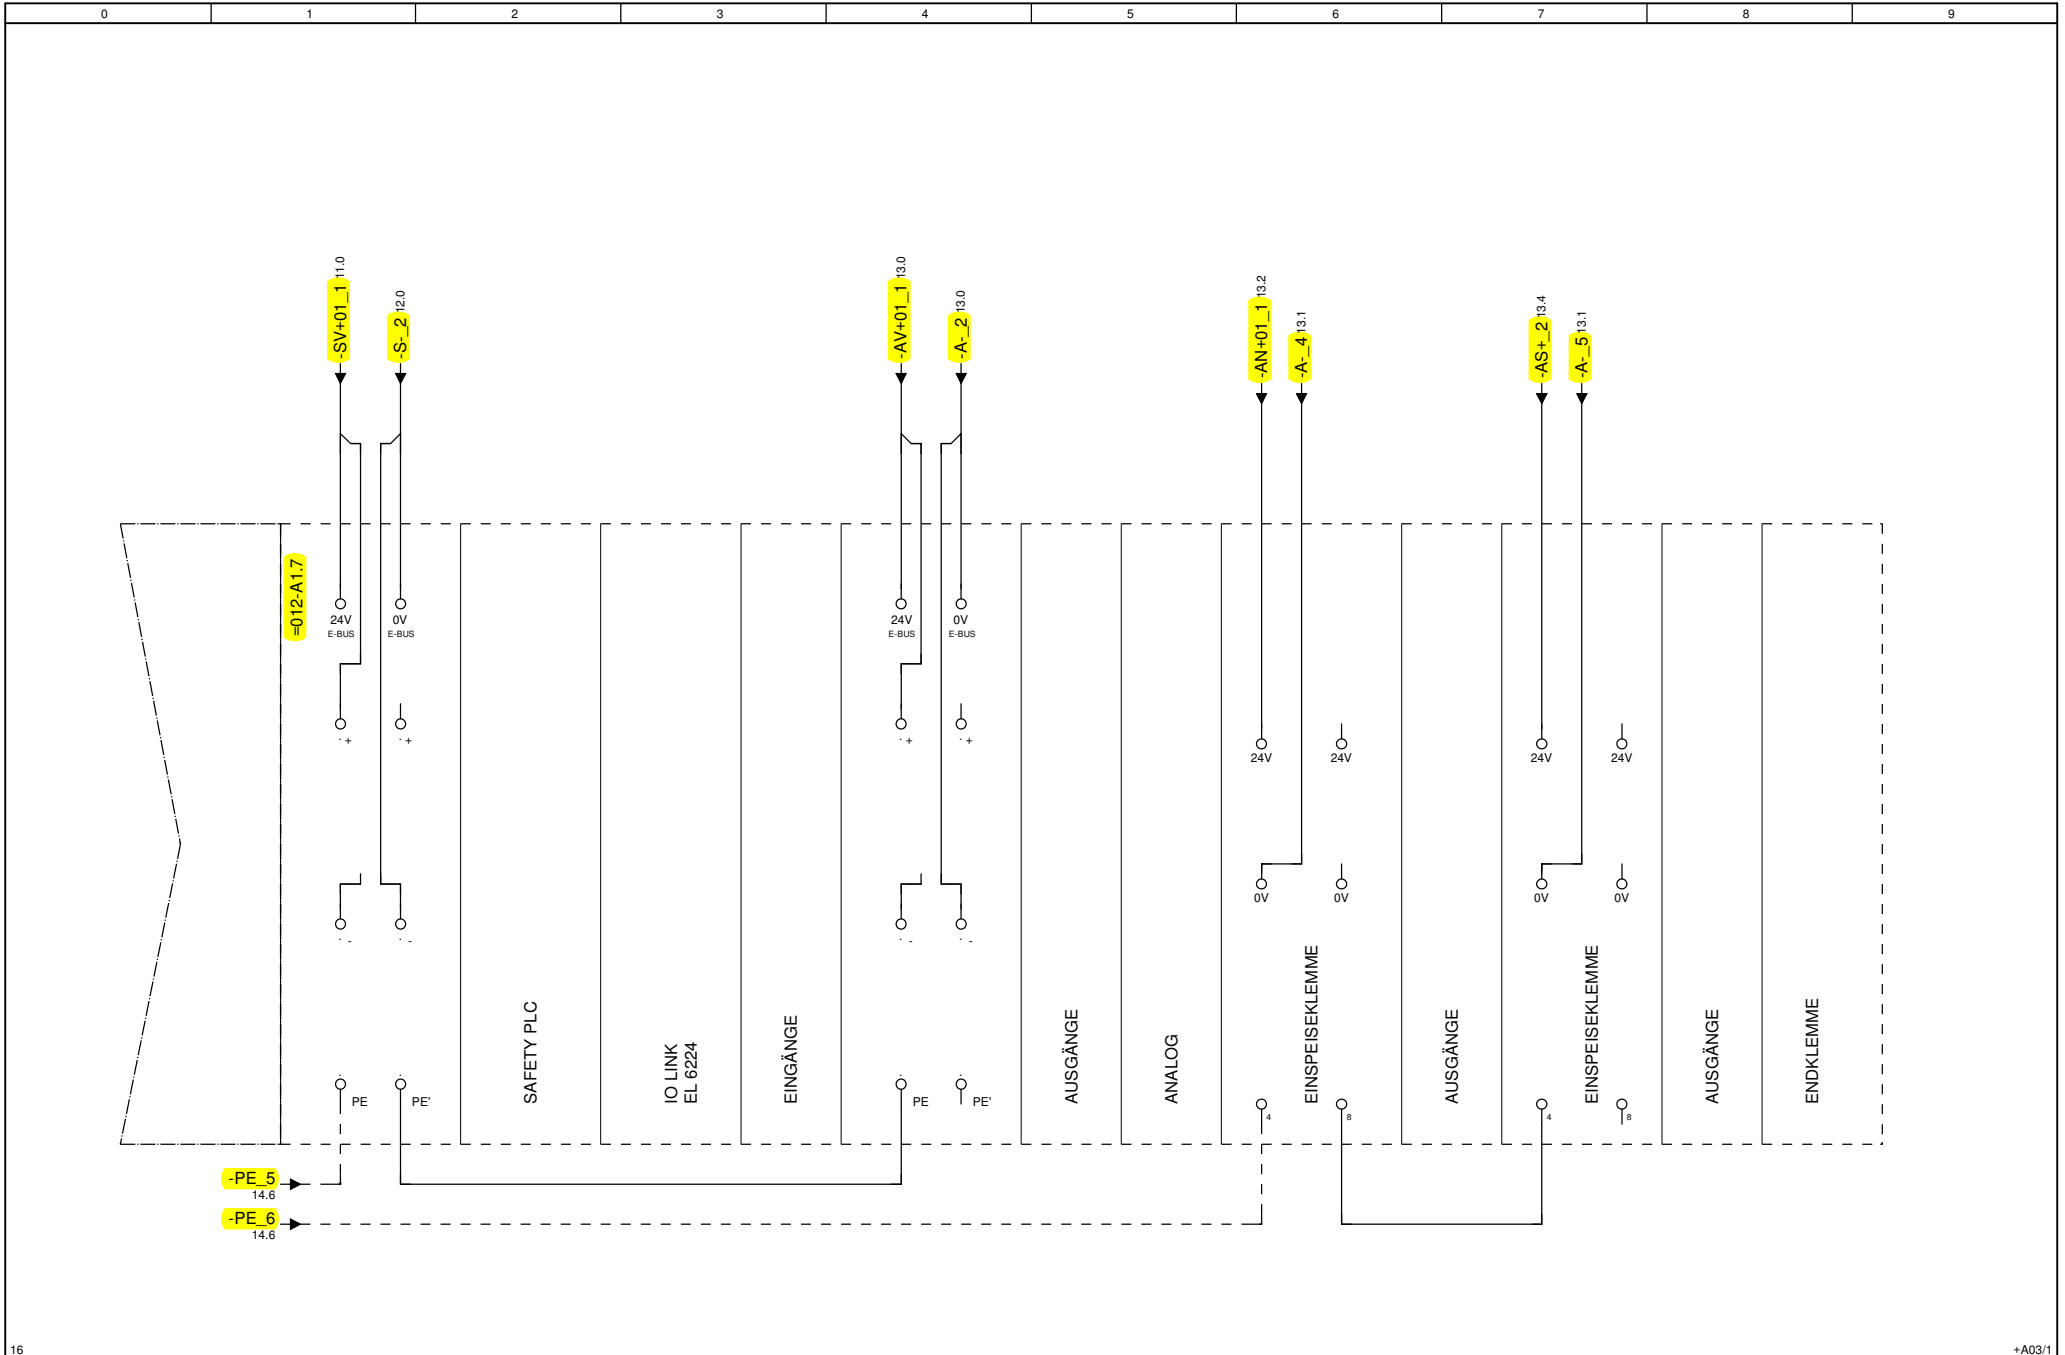 0 1 2 3 4 5 6 7 8 9
-SV+01_1 11.0
-S-_2 12.0
-AV+01_1 13.0
-A-_2 13.0
-AN+01_1 13.2
-A-_4 13.1
-AS+_2 13.4
-A-_5 13.1
=012-A1.7
24V 0V 24V 0V
E-BUS E-BUS E-BUS E-BUS
+ + + +
24V 24V 24V 24V
0V 0V 0V 0V
- - - -
SAFETY PLC
IO LINK
EL 6224
EINGÄNGE
AUSGÄNGE
ANALOG
EINSPEISEKLEMME
AUSGÄNGE
EINSPEISEKLEMME
AUSGÄNGE
ENDKLEMME
PE PE' PE PE' 4 8 4 8
-PE_5
14.6
-PE_6
14.6
16 +A03/1